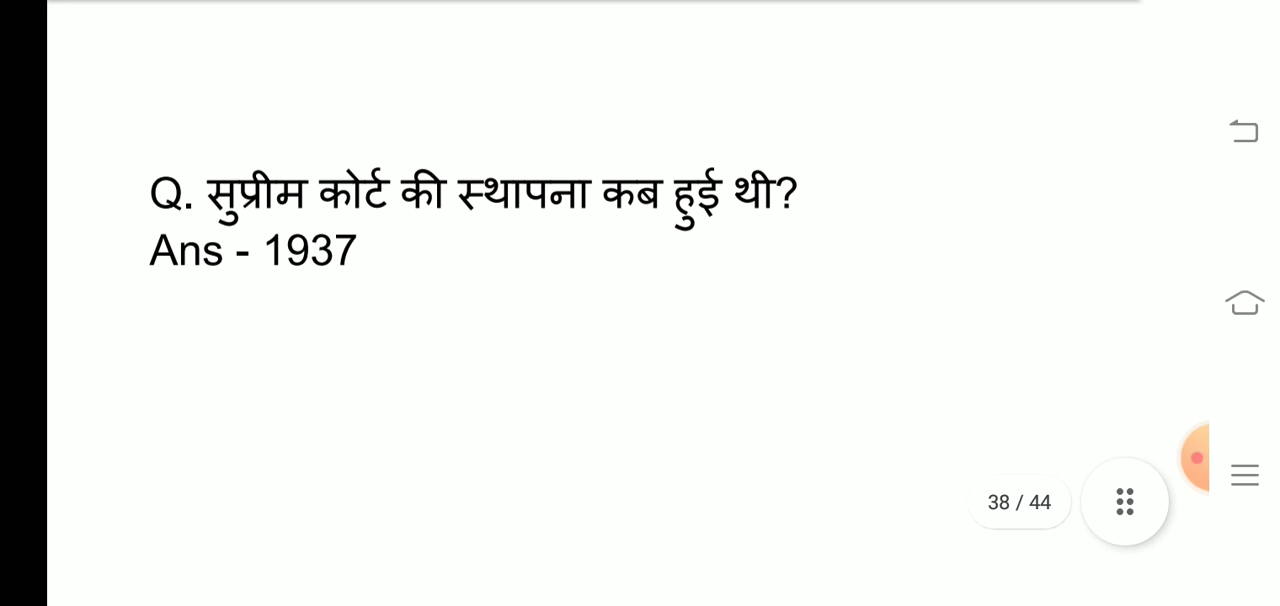 Q. सुप्रीम कोर्ट की स्थापना कब हुई थी?
Ans - 1937
38 / 44